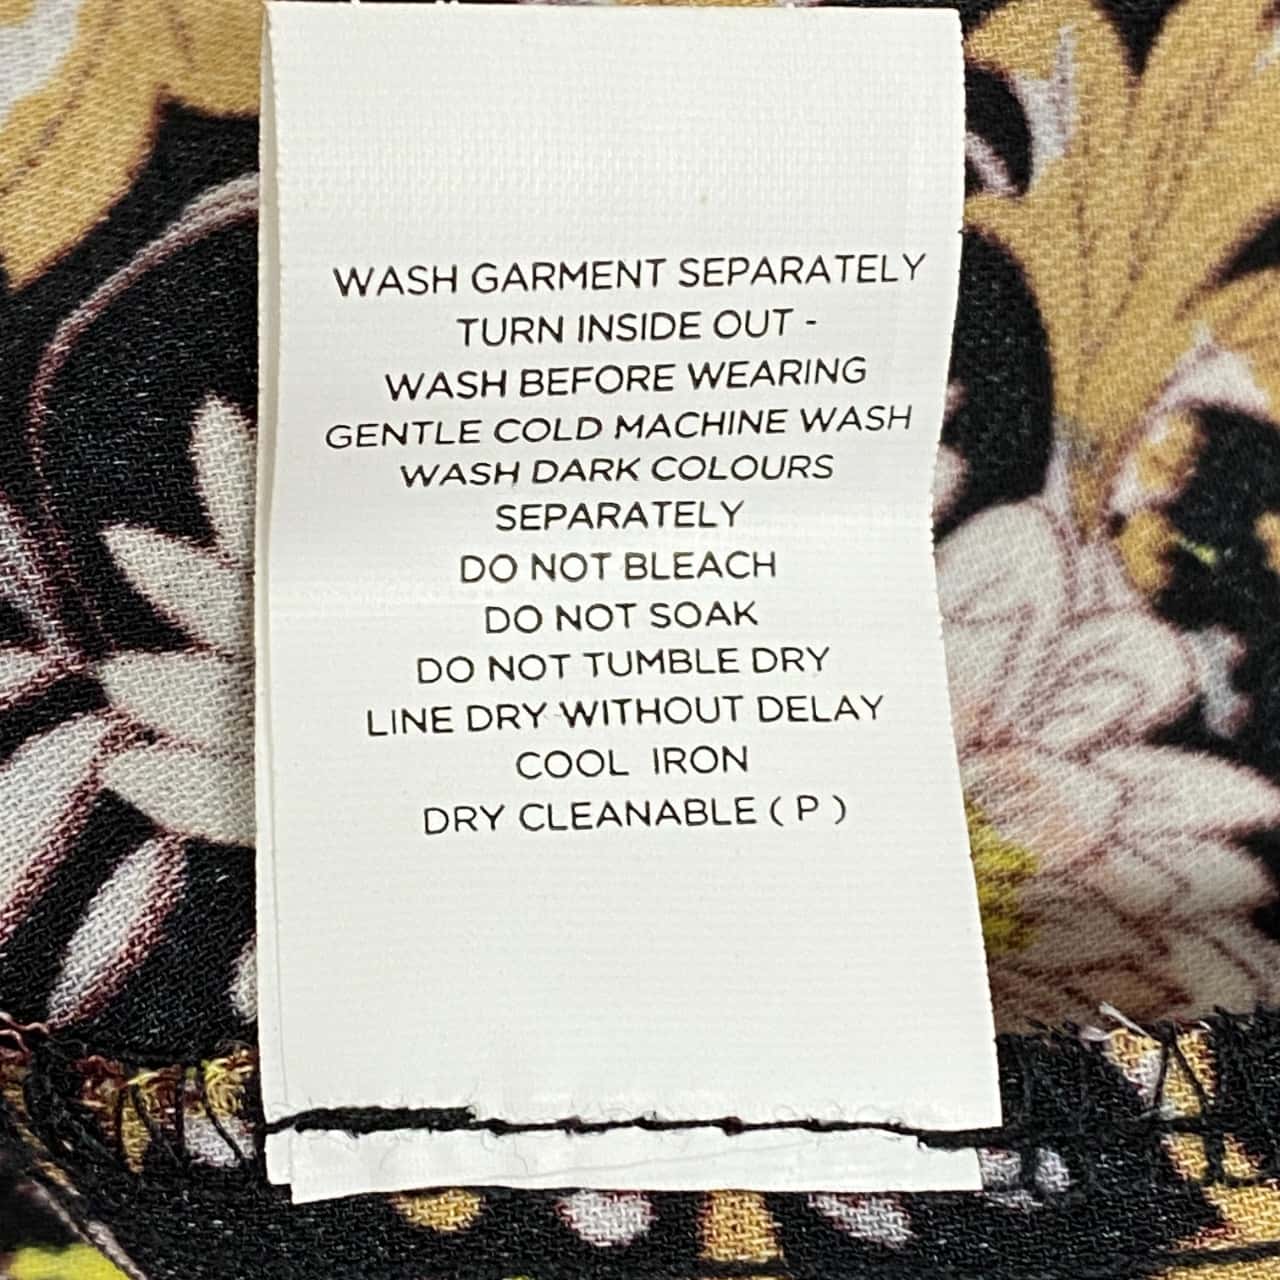 WASH GARMENT SEPARATELY
TURN INSIDE OUT -
WASH BEFORE WEARING
GENTLE COLD MACHINE WASH
WASH DARK COLOURS
SEPARATELY
DO NOT BLEACH
DO NOT SOAK
DO NOT TUMBLE DRY
LINE DRY WITHOUT DELAY
COOL IRON
DRY CLEANABLE ( P )